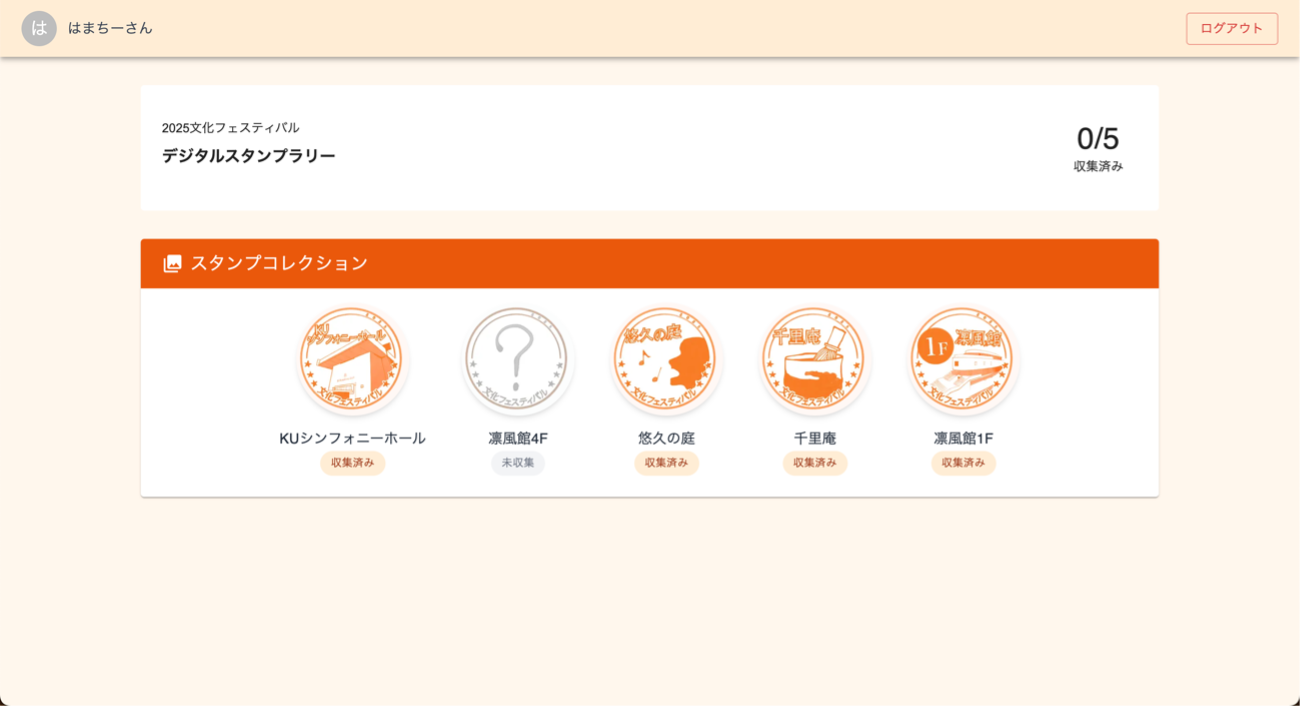 は はまちーさん
ログアウト
2025文化フェスティバル
デジタルスタンプラリー
0/5
収集済み
スタンプコレクション
KU
シンフォニーホール
文化フェスティバル
?
文化フェスティバル
悠久の庭
文化フェスティバル
千里庵
文化フェスティバル
1F 凛風館
文化フェスティバル
KUシンフォニーホール
収集済み
凛風館4F
未収集
悠久の庭
収集済み
千里庵
収集済み
凛風館1F
収集済み